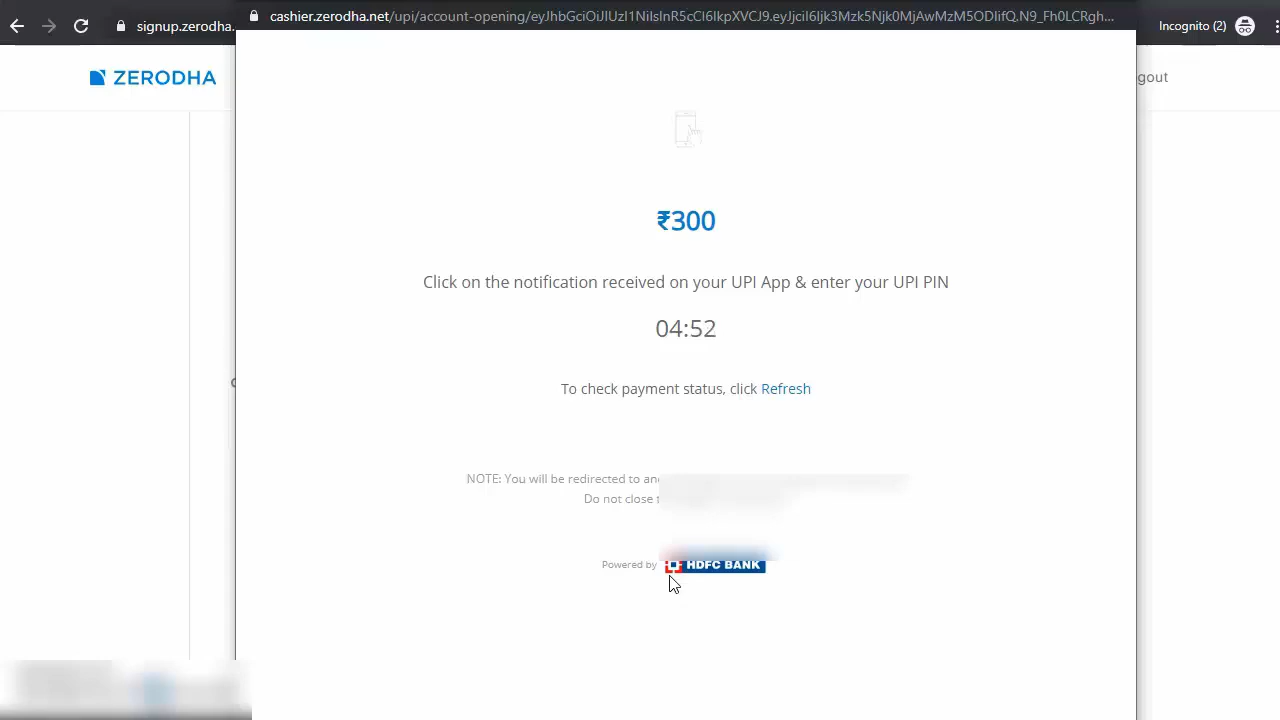 cashier.zerodha.net/upi/account-opening/eyJhbGciOiJIUzI1NiIsInR5cCI6IkpXVCJ9.eyJjciI6Ijk3Mzk5Njk0MjAwMzM5ODIifQ.N9_Fh0LCRgh...
signup.zerodha.
Incognito (2)
ZERODHA
gout
₹300
Click on the notification received on your UPI App & enter your UPI PIN
04:52
To check payment status, click Refresh
NOTE: You will be redirected to
Do not close
Powered by HDFC BANK